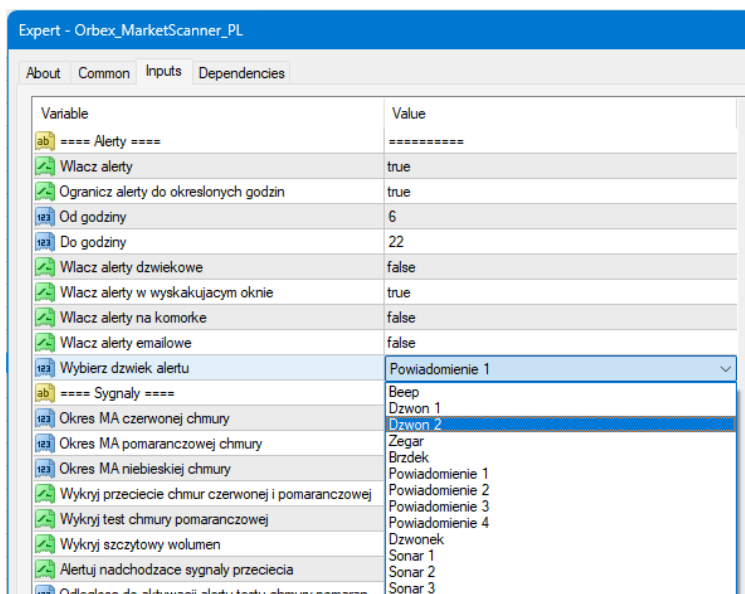 Expert - Orbex_MarketScanner_PL
About Common Inputs Dependencies
Variable Value
ab ==== Alerty ==== ==========
Wlacz alerty true
Ogranicz alerty do okreslonych godzin true
123 Od godziny 6
123 Do godziny 22
Wlacz alerty dzwiekowe false
Wlacz alerty w wyskakujacym oknie true
Wlacz alerty na komorke false
Wlacz alerty emailowe false
123 Wybierz dzwiek alertu Powiadomienie 1
ab ==== Sygnaly ==== Beep
Dzwon 1
123 Okres MA czerwonej chmury Dzwon 2
123 Okres MA pomaranczowej chmury Zegar
Brzdek
123 Okres MA niebieskiej chmury Powiadomienie 1
Wykryj przeciecie chmur czerwonej i pomaranczowej Powiadomienie 2
Powiadomienie 3
Wykryj test chmury pomaranczowej Powiadomienie 4
Wykryj szczytowy wolumen Dzwonek
Sonar 1
Alertuj nadchodzace sygnaly przeciecia Sonar 2
Sonar 3